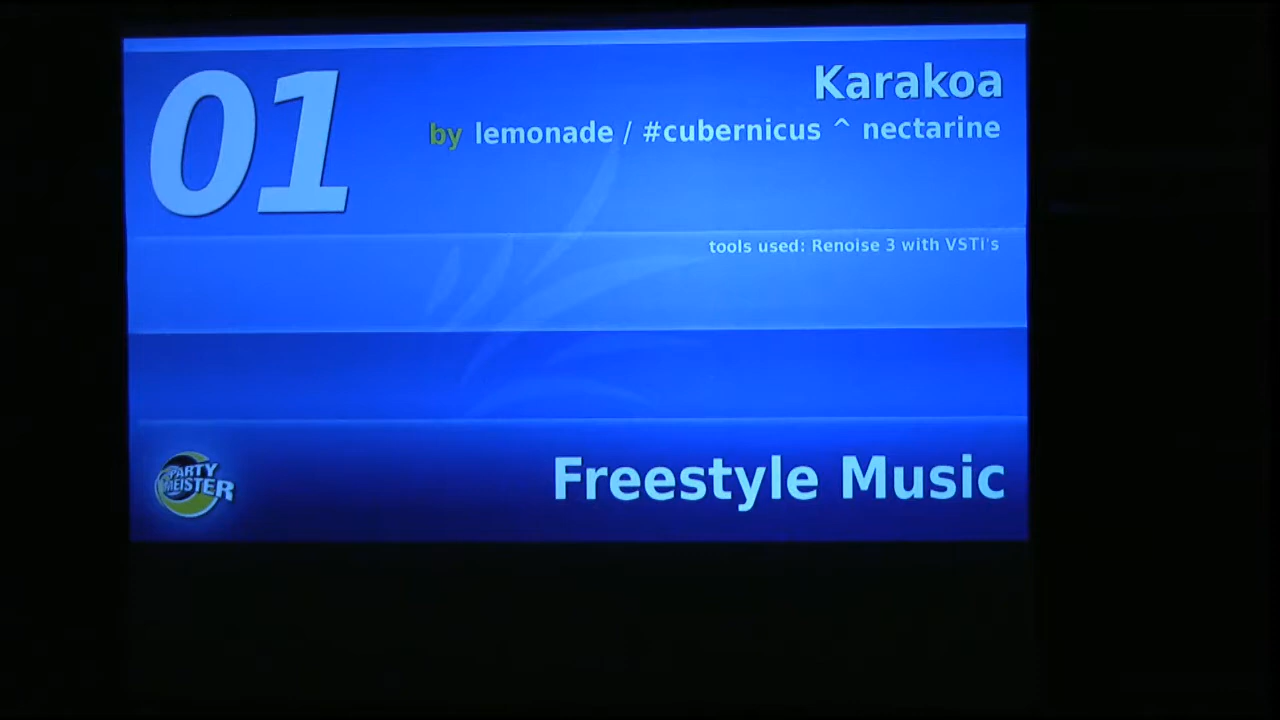 01
Karakoa
by lemonade / #cubernicus ^ nectarine
tools used: Renoise 3 with VSTi's
PARTY
MEISTER
Freestyle Music